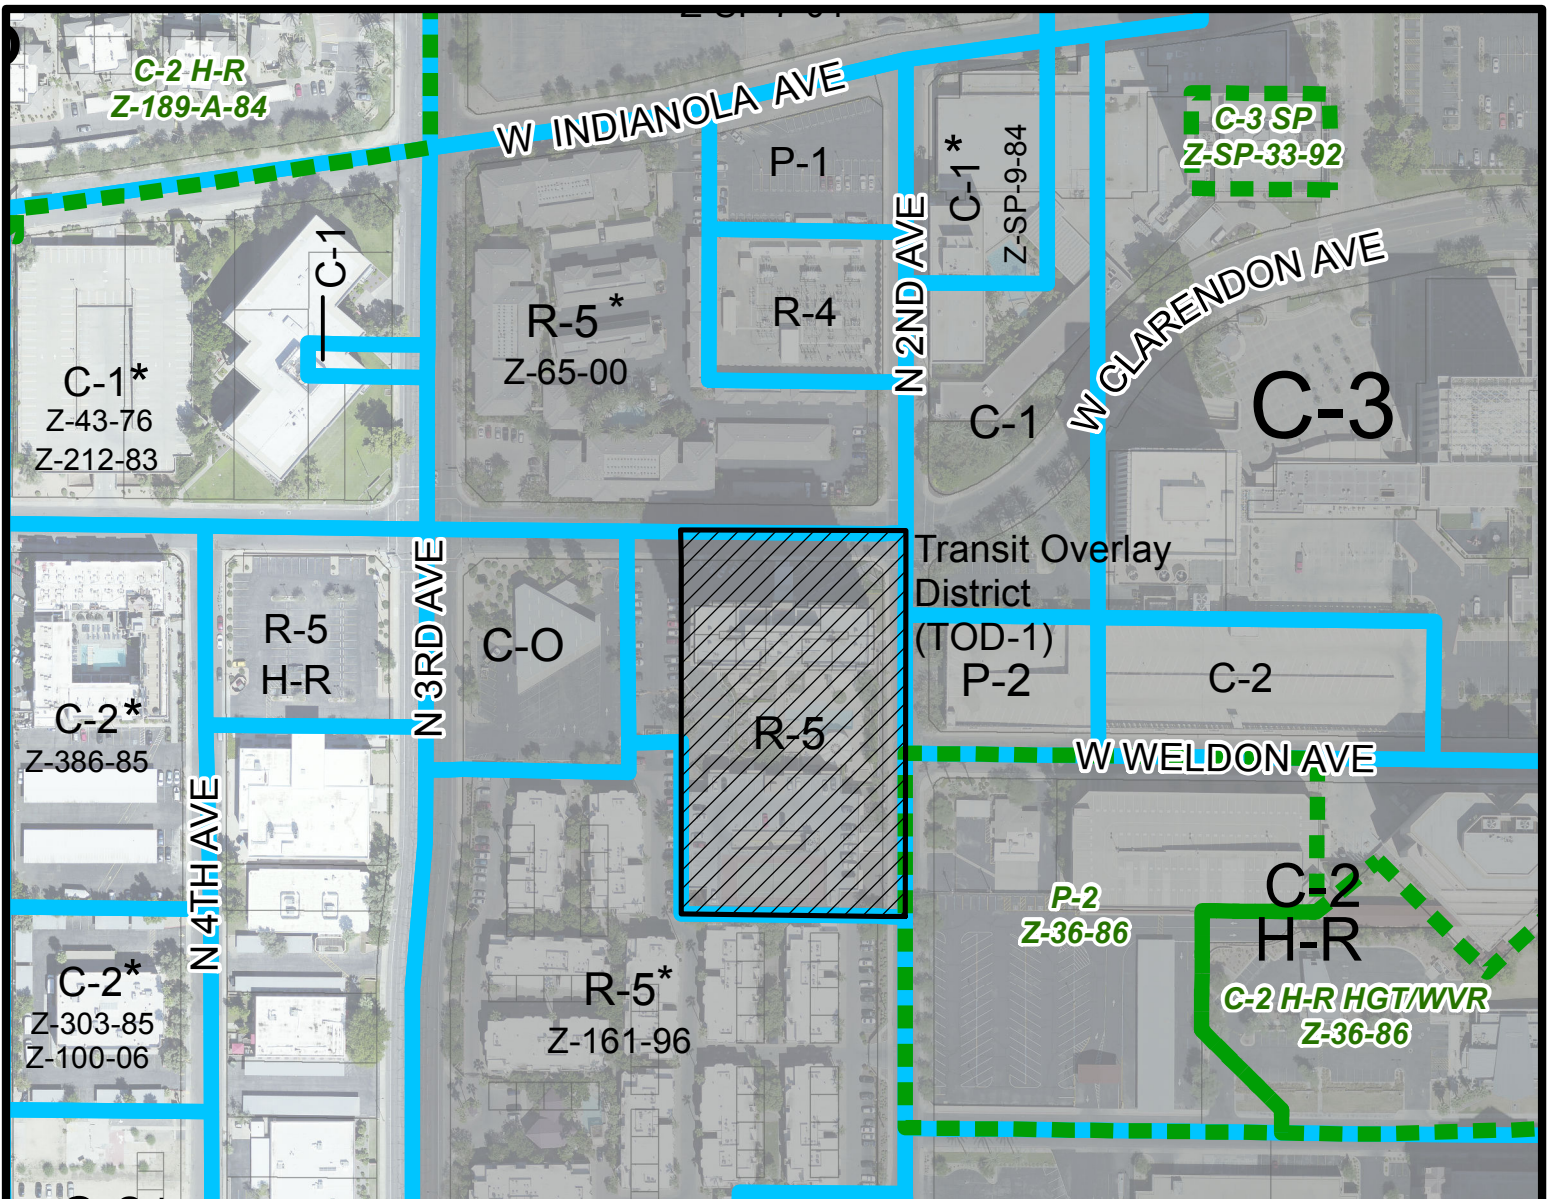 C-2 H-R
Z-189-A-84
W INDIANOLA AVE
P-1
C-1*
Z-SP-9-84
C-3 SP
Z-SP-33-92
C-1
N 2ND AVE
W CLARENDON AVE
R-5*
Z-65-00
R-4
C-1*
Z-43-76
Z-212-83
C-1
C-3
N 3RD AVE
Transit Overlay
District
(TOD-1)
R-5
H-R
C-O
P-2
C-2
C-2*
Z-386-85
R-5
W WELDON AVE
N 4TH AVE
P-2
Z-36-86
C-2
H-R
C-2*
Z-303-85
Z-100-06
R-5*
Z-161-96
C-2 H-R HGT/WVR
Z-36-86